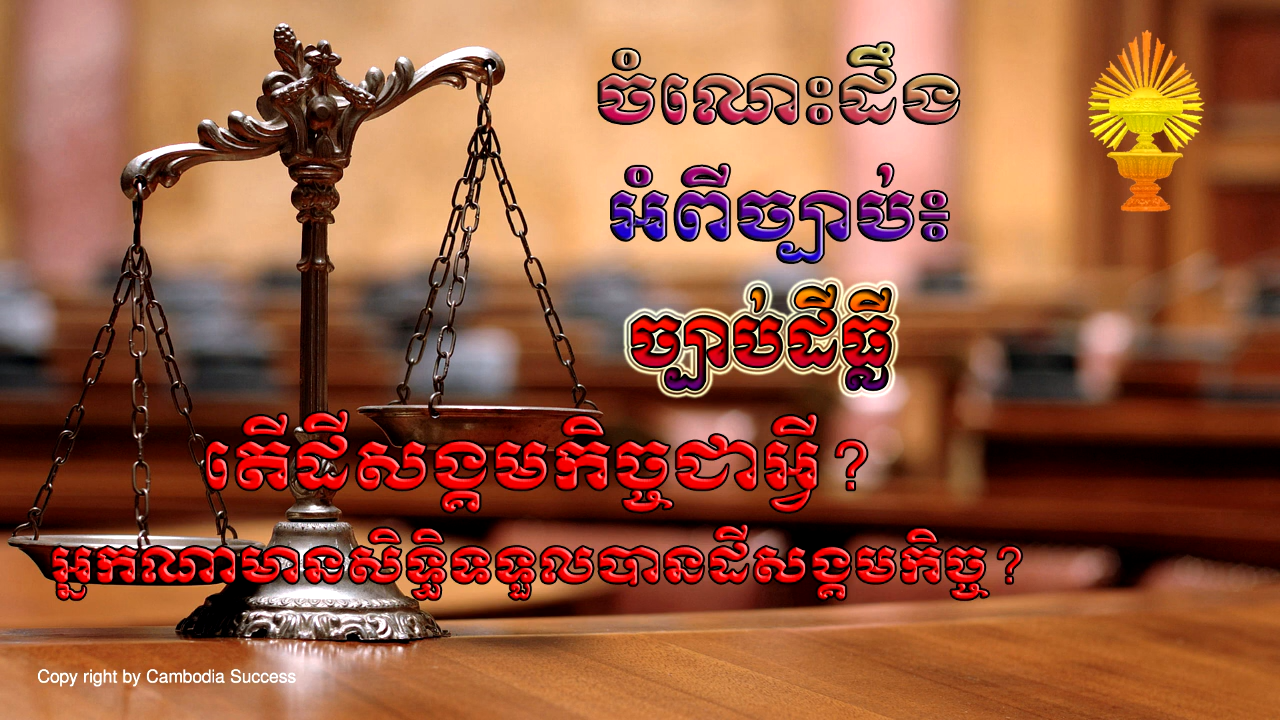 ចំណេះដឹង
អំពីច្បាប់៖
ច្បាប់ដីធ្លី
តើដីសង្គមកិច្ចជាអ្វី?
អ្នកណាមានសិទ្ធិទទួលបានដីសង្គមកិច្ច?
Copy right by Cambodia Success